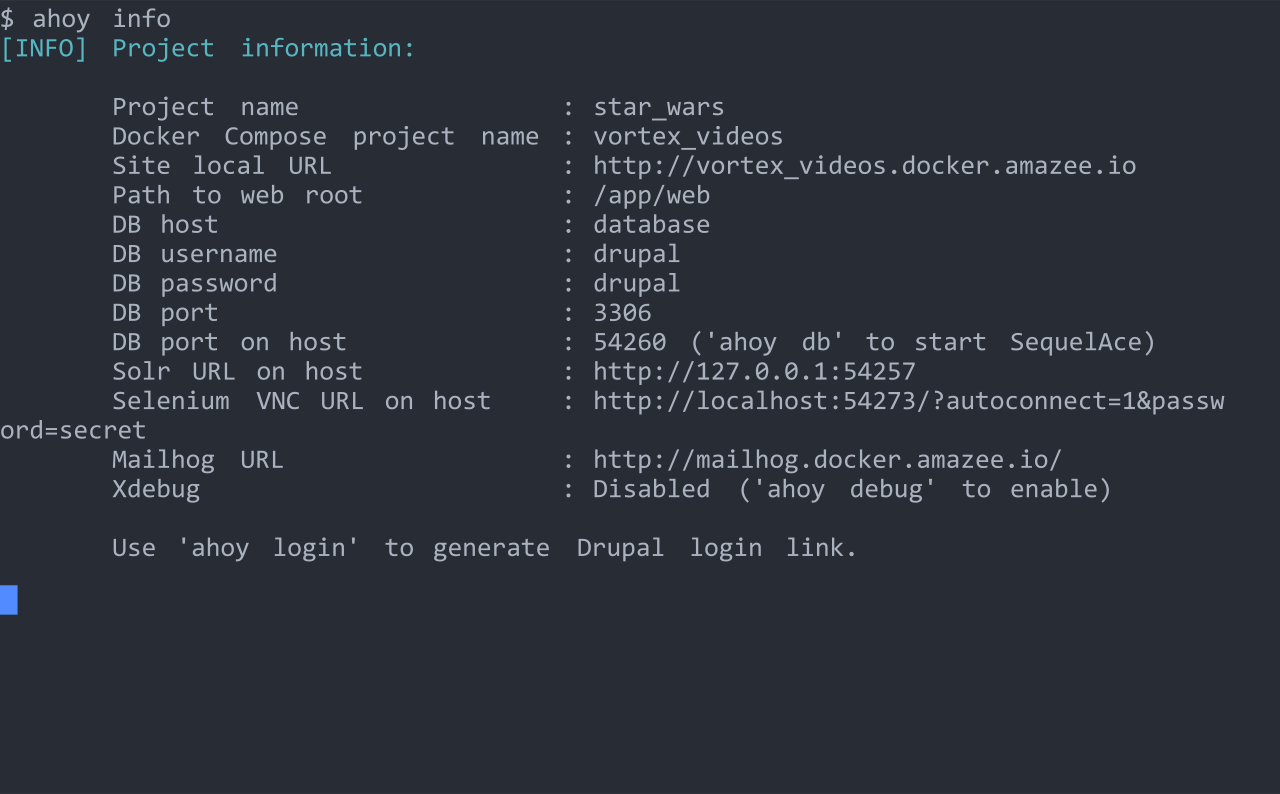 $ ahoy info
[INFO] Project information:
Project name : star_wars
Docker Compose project name : vortex_videos
Site local URL : http://vortex_videos.docker.amazee.io
Path to web root : /app/web
DB host : database
DB username : drupal
DB password : drupal
DB port : 3306
DB port on host : 54260 ('ahoy db' to start SequelAce)
Solr URL on host : http://127.0.0.1:54257
Selenium VNC URL on host : http://localhost:54273/?autoconnect=1&passw
ord=secret
Mailhog URL : http://mailhog.docker.amazee.io/
Xdebug : Disabled ('ahoy debug' to enable)
Use 'ahoy login' to generate Drupal login link.